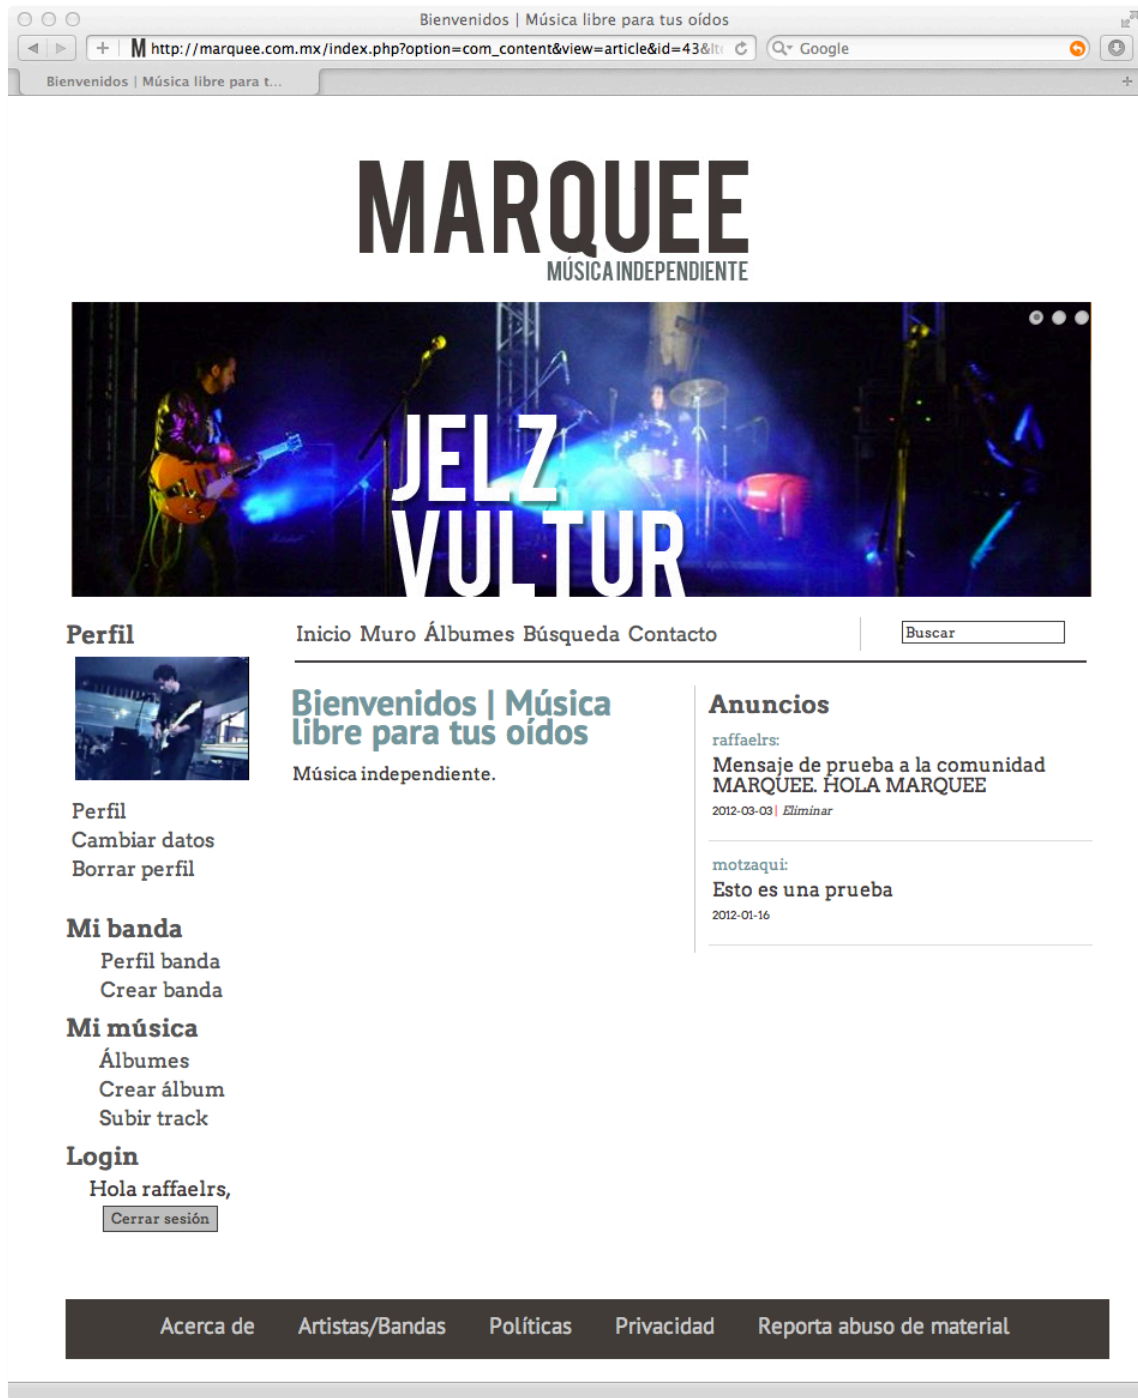 Bienvenidos | Música libre para tus oídos
M http://marquee.com.mx/index.php?option=com_content&view=article&id=43
Google
Bienvenidos | Música libre para t...
MARQUEE
MÚSICA INDEPENDIENTE
JELZ
VULTUR
Perfil
Perfil
Cambiar datos
Borrar perfil
Mi banda
Perfil banda
Crear banda
Mi música
Álbumes
Crear álbum
Subir track
Login
Hola raffaelrs,
Cerrar sesión
Inicio Muro Álbumes Búsqueda Contacto
Buscar
Bienvenidos | Música
libre para tus oídos
Música independiente.
Anuncios
raffaelrs:
Mensaje de prueba a la comunidad
MARQUEE. HOLA MARQUEE
2012-03-03| Eliminar
motzaqui:
Esto es una prueba
2012-01-16
Acerca de Artistas/Bandas Políticas Privacidad Reporta abuso de material